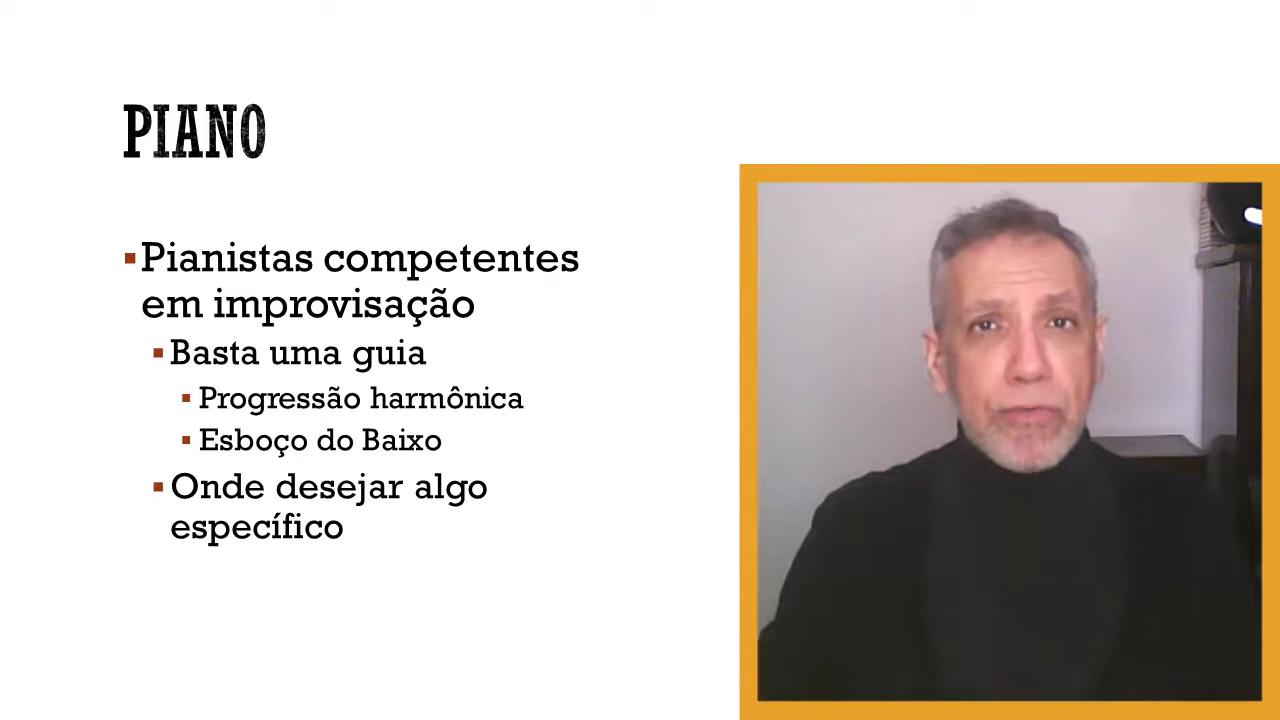 PIANO
Pianistas competentes
em improvisação
Basta uma guia
Progressão harmônica
Esboço do Baixo
Onde desejar algo
específico